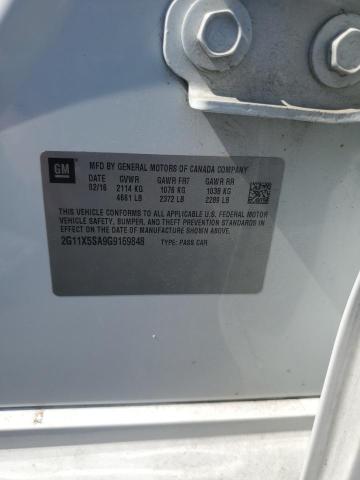 GM
MFD BY GENERAL MOTORS OF CANADA COMPANY
DATE GVWR GAWR FRT GAWR RR
02/16 2114 KG 1076 KG 1038 KG
4661 LB 2372 LB 2289 LB
THIS VEHICLE CONFORMS TO ALL APPLICABLE U.S. FEDERAL MOTOR
VEHICLE SAFETY, BUMPER, AND THEFT PREVENTION STANDARDS
IN EFFECT ON THE DATE OF MANUFACTURE SHOWN ABOVE.
2G11X5SA9G9169848 TYPE: PASS CAR